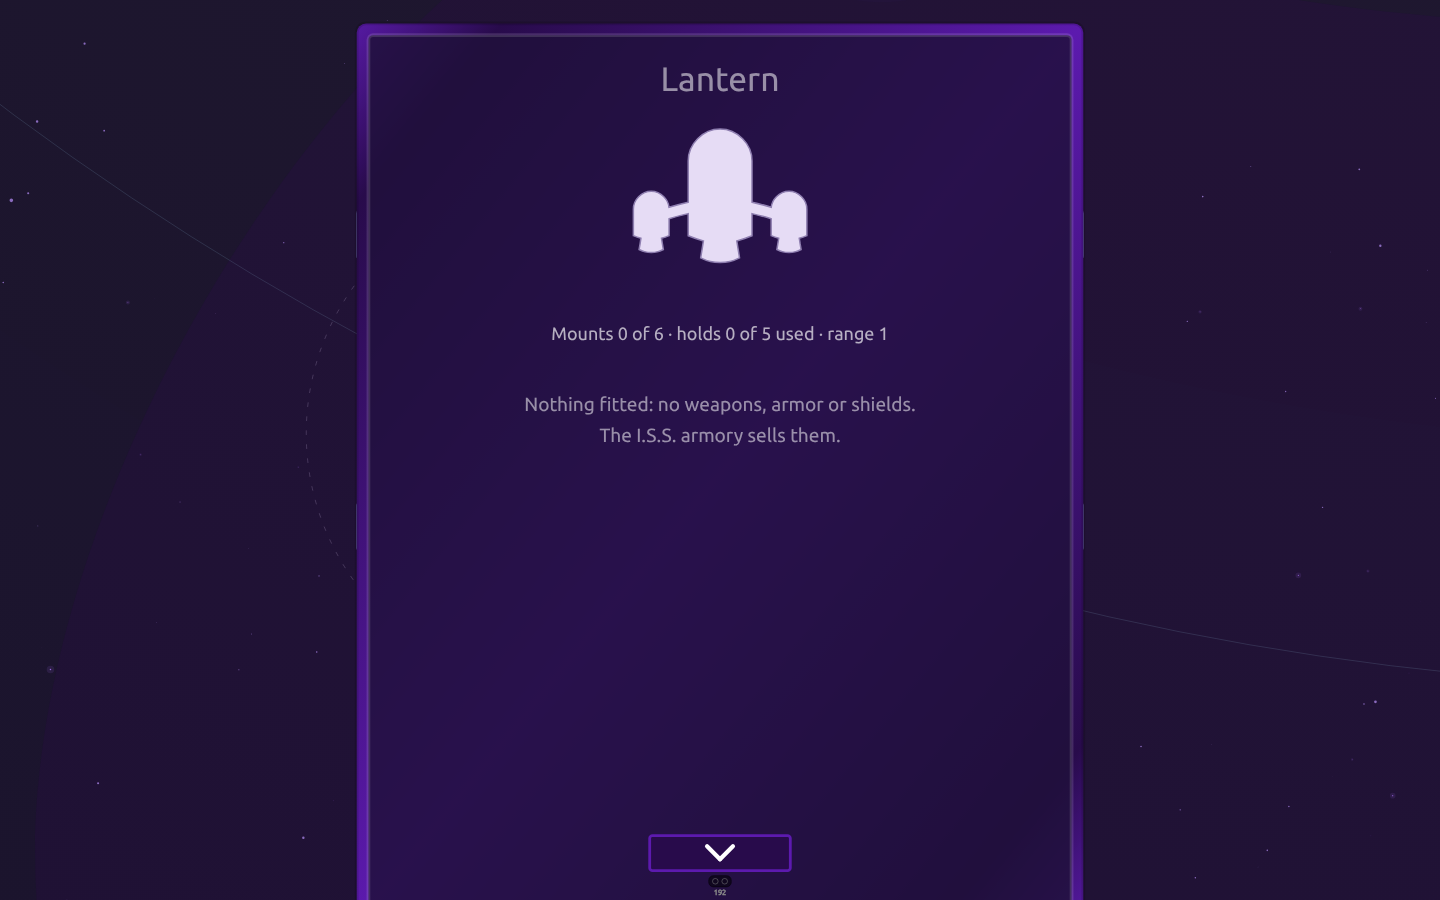 Lantern
Mounts 0 of 6 · holds 0 of 5 used · range 1
Nothing fitted: no weapons, armor or shields.
The I.S.S. armory sells them.
192